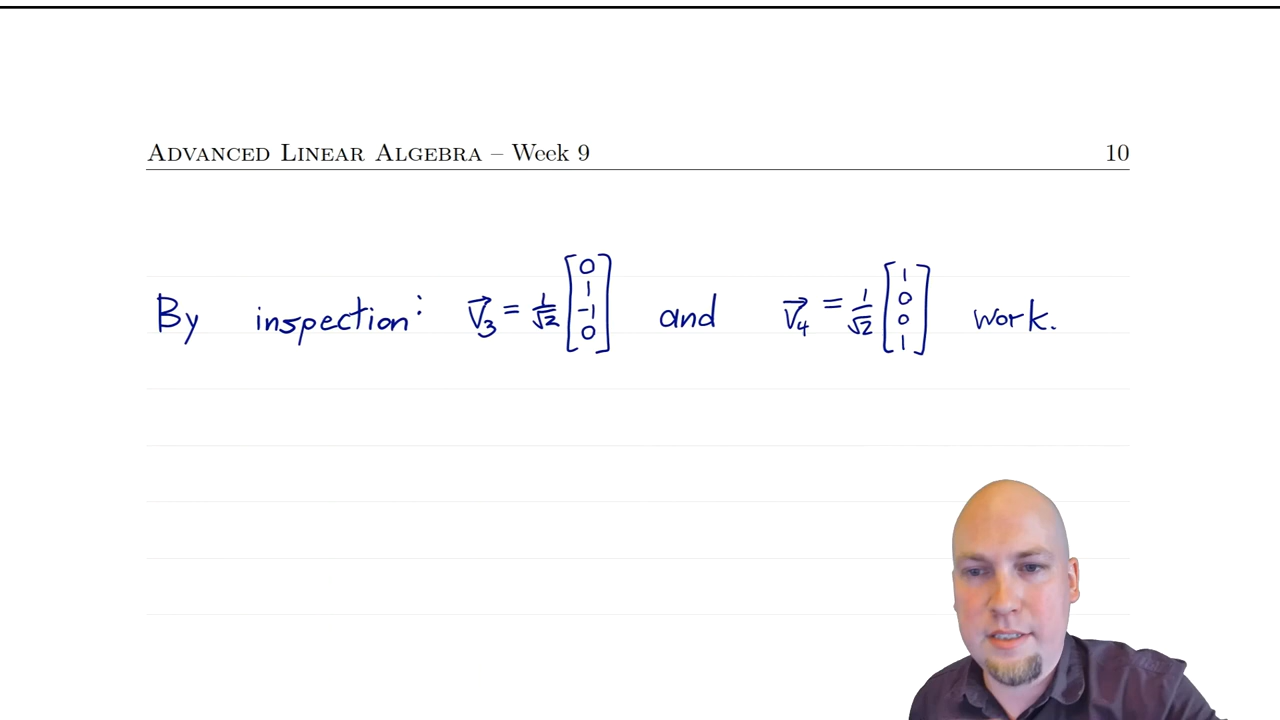 ADVANCED LINEAR ALGEBRA – Week 9 10
By inspection: v⃗₃ = 1/√2 [0 1 -1 0] and v⃗₄ = 1/√2 [1 0 0 1] work.